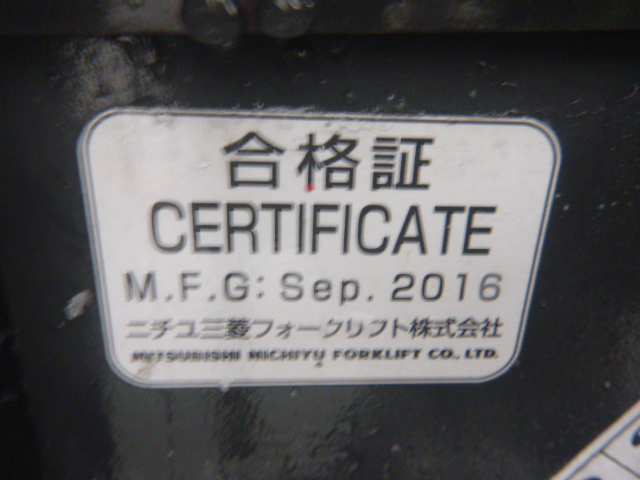 合格証
CERTIFICATE
M.F.G: Sep. 2016
ニチユ三菱フォークリフト株式会社
MITSUBISHI NICHIYU FORKLIFT CO., LTD.